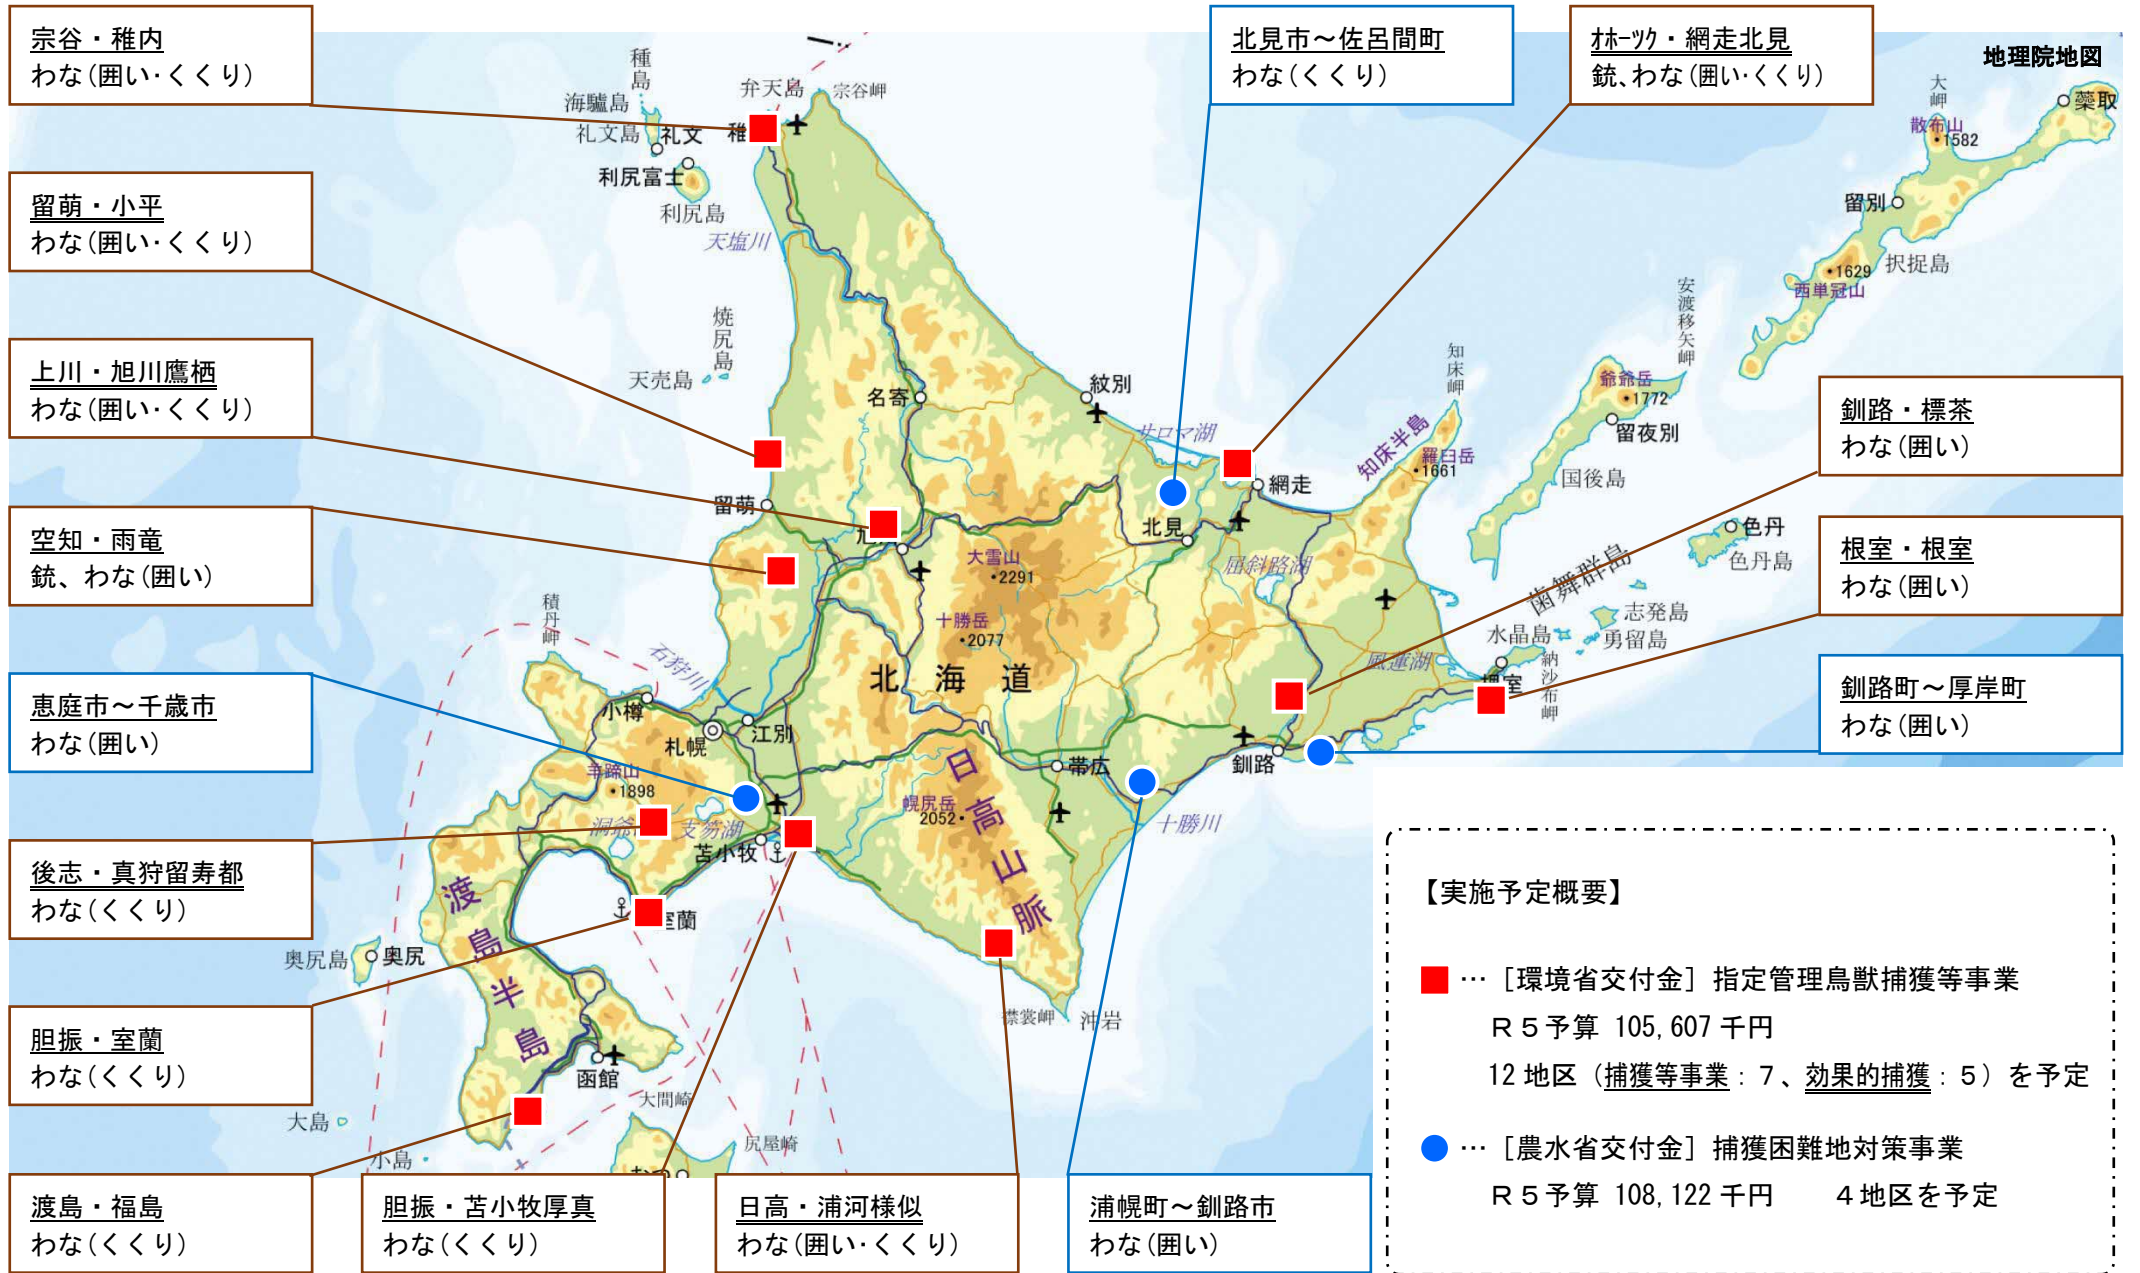 宗谷・稚内
わな(囲い・くくり)
留萌・小平
わな(囲い・くくり)
上川・旭川鷹栖
わな(囲い・くくり)
空知・雨竜
銃、わな(囲い)
恵庭市～千歳市
わな(囲い)
後志・真狩留寿都
わな(くくり)
胆振・室蘭
わな(くくり)
渡島・福島
わな(くくり)
胆振・苫小牧厚真
わな(くくり)
日高・浦河様似
わな(囲い・くくり)
浦幌町～釧路市
わな(囲い)
北見市～佐呂間町
わな(くくり)
ｵﾎｰﾂｸ・網走北見
銃、わな(囲い・くくり)
釧路・標茶
わな(囲い)
根室・根室
わな(囲い)
釧路町～厚岸町
わな(囲い)
地理院地図
種島
海驢島
礼文島
礼文
利尻富士
利尻島
弁天島
宗谷岬
稚
天塩川
焼尻島
天売島
名寄
紋別
サロマ湖
網走
北見
留萌
大雪山
2291
十勝岳
2077
屈斜路湖
知床岬
知床半島
羅臼岳
1661
大岬
散布山
1582
蘂取
留別
択捉島
1629
西単冠山
安渡移矢岬
爺爺岳
1772
留夜別
国後島
色丹
色丹島
歯舞群島
志発島
水晶島
勇留島
納沙布岬
風蓮湖
室
積丹岬
石狩川
小樽
札幌
江別
北海道
羊蹄山
1898
洞爺
支笏湖
苫小牧
室蘭
幌尻岳
2052
日高山脈
帯広
十勝川
釧路
襟裳岬
沖岩
渡島半島
奥尻島
奥尻
函館
大島
小島
大間崎
尻屋崎
【実施予定概要】
…［環境省交付金］指定管理鳥獣捕獲等事業
Ｒ５予算 105,607千円
12地区（捕獲等事業：７、効果的捕獲：５）を予定
…［農水省交付金］捕獲困難地対策事業
Ｒ５予算 108,122千円　　４地区を予定